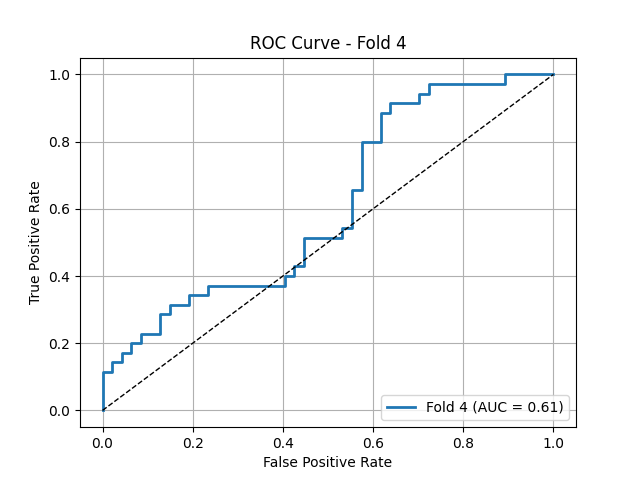 ROC Curve - Fold 4
True Positive Rate
1.0
0.8
0.6
0.4
0.2
0.0
Fold 4 (AUC = 0.61)
0.0 0.2 0.4 0.6 0.8 1.0
False Positive Rate